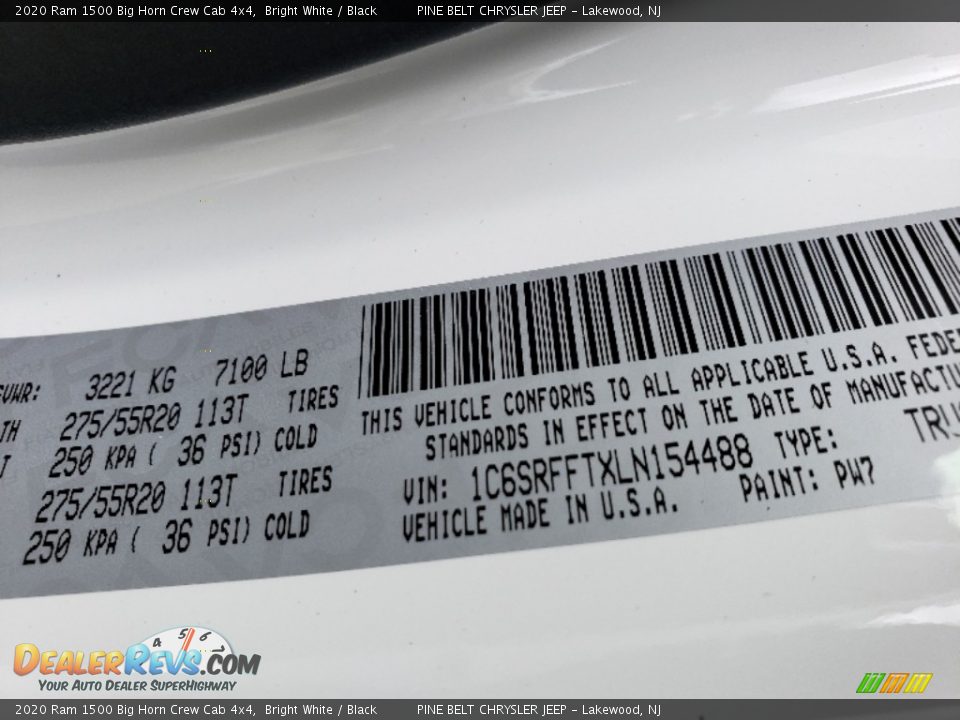 2020 Ram 1500 Big Horn Crew Cab 4x4, Bright White / Black PINE BELT CHRYSLER JEEP – Lakewood, NJ
3221 KG 7100 LB
275/55R20 113T TIRES
250 KPA ( 36 PSI) COLD
275/55R20 113T TIRES
250 KPA ( 36 PSI) COLD
THIS VEHICLE CONFORMS TO ALL APPLICABLE U.S.A.
STANDARDS IN EFFECT ON THE DATE OF
VIN: 1C6SRFFTXLN154488 TYPE:
VEHICLE MADE IN U.S.A. PAINT: PW7
DEALERREVS.COM
YOUR AUTO DEALER SUPERHIGHWAY
2020 Ram 1500 Big Horn Crew Cab 4x4, Bright White / Black PINE BELT CHRYSLER JEEP – Lakewood, NJ